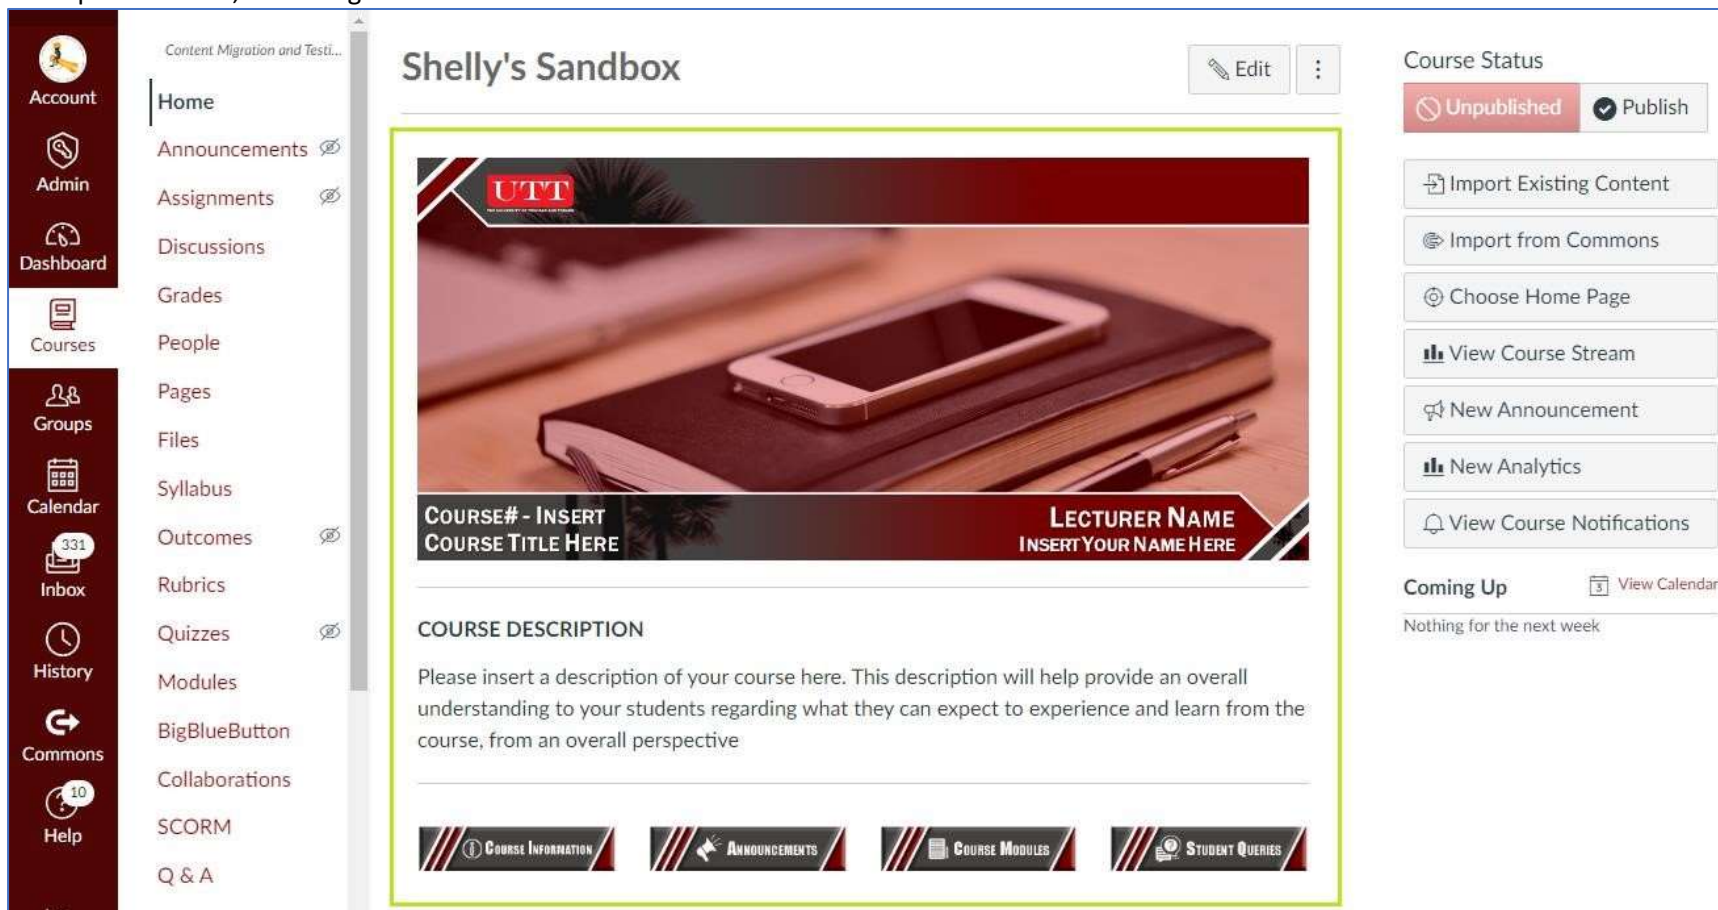 Account
Admin
Dashboard
Courses
Groups
Calendar
331
Inbox
History
Commons
10
Help
Content Migration and Testi...
Home
Announcements
Assignments
Discussions
Grades
People
Pages
Files
Syllabus
Outcomes
Rubrics
Quizzes
Modules
BigBlueButton
Collaborations
SCORM
Q & A
Shelly's Sandbox
Edit
UTT
COURSE# - INSERT
COURSE TITLE HERE
LECTURER NAME
INSERT YOUR NAME HERE
COURSE DESCRIPTION
Please insert a description of your course here. This description will help provide an overall
understanding to your students regarding what they can expect to experience and learn from the
course, from an overall perspective
COURSE INFORMATION
ANNOUNCEMENTS
COURSE MODULES
STUDENT QUERIES
Course Status
Unpublished
Publish
Import Existing Content
Import from Commons
Choose Home Page
View Course Stream
New Announcement
New Analytics
View Course Notifications
Coming Up
3 View Calendar
Nothing for the next week